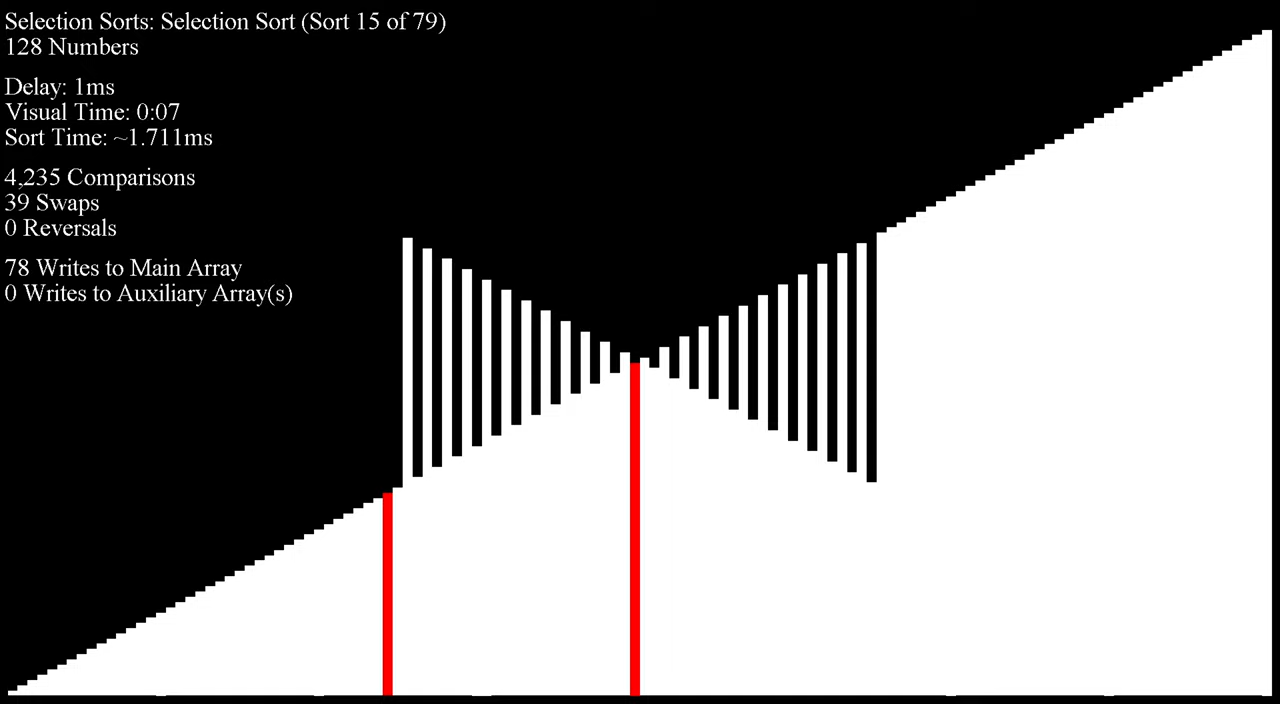 Selection Sorts: Selection Sort (Sort 15 of 79)
128 Numbers
Delay: 1ms
Visual Time: 0:07
Sort Time: ~1.711ms
4,235 Comparisons
39 Swaps
0 Reversals
78 Writes to Main Array
0 Writes to Auxiliary Array(s)